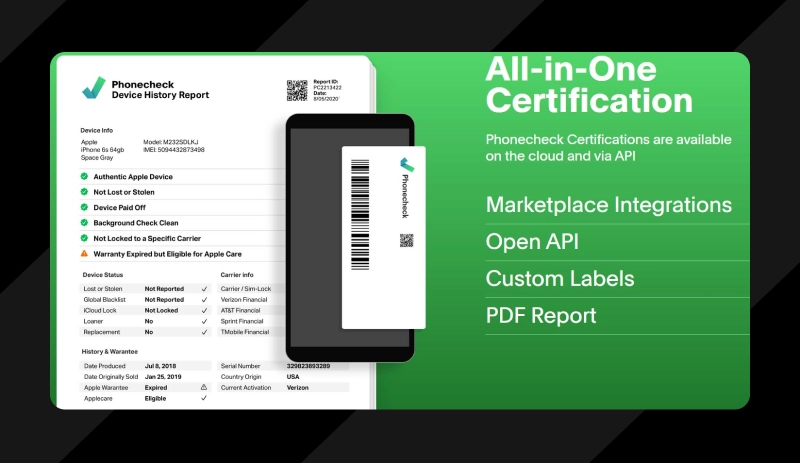 Phonecheck
Device History Report
Report ID:
PC2213422
Date:
8/05/2020
Device Info
Apple
iPhone 6s 64gb
Space Gray
Model: M232SDLKJ
IMEI: 5094432873498
Authentic Apple Device
Not Lost or Stolen
Device Paid Off
Background Check Clean
Not Locked to a Specific Carrier
Warranty Expired but Eligible for Apple Care
Device Status
Lost or Stolen Not Reported
Global Blacklist Not Reported
iCloud Lock Not Locked
Loaner No
Replacement No
Carrier info
Carrier / Sim-Lock
Verizon Financial
AT&T Financial
Sprint Financial
TMobile Financial
History & Warantee
Date Produced Jul 8, 2018
Date Originally Sold Jan 25, 2019
Apple Warantee Expired
Applecare Eligible
Serial Number 329823893289
Country Origin USA
Current Activation Verizon
Phonecheck
All-in-One
Certification
Phonecheck Certifications are available
on the cloud and via API
Marketplace Integrations
Open API
Custom Labels
PDF Report